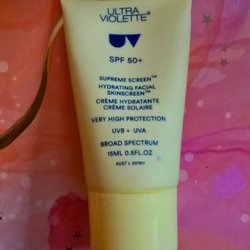 ULTRA
VIOLETTE®
UV
SPF 50+
SUPREME SCREEN™
HYDRATING FACIAL
SKINSCREEN™
CRÈME HYDRATANTE
CRÈME SOLAIRE
VERY HIGH PROTECTION
UVB + UVA
BROAD SPECTRUM
15ML 0.5FL.OZ
AUST L